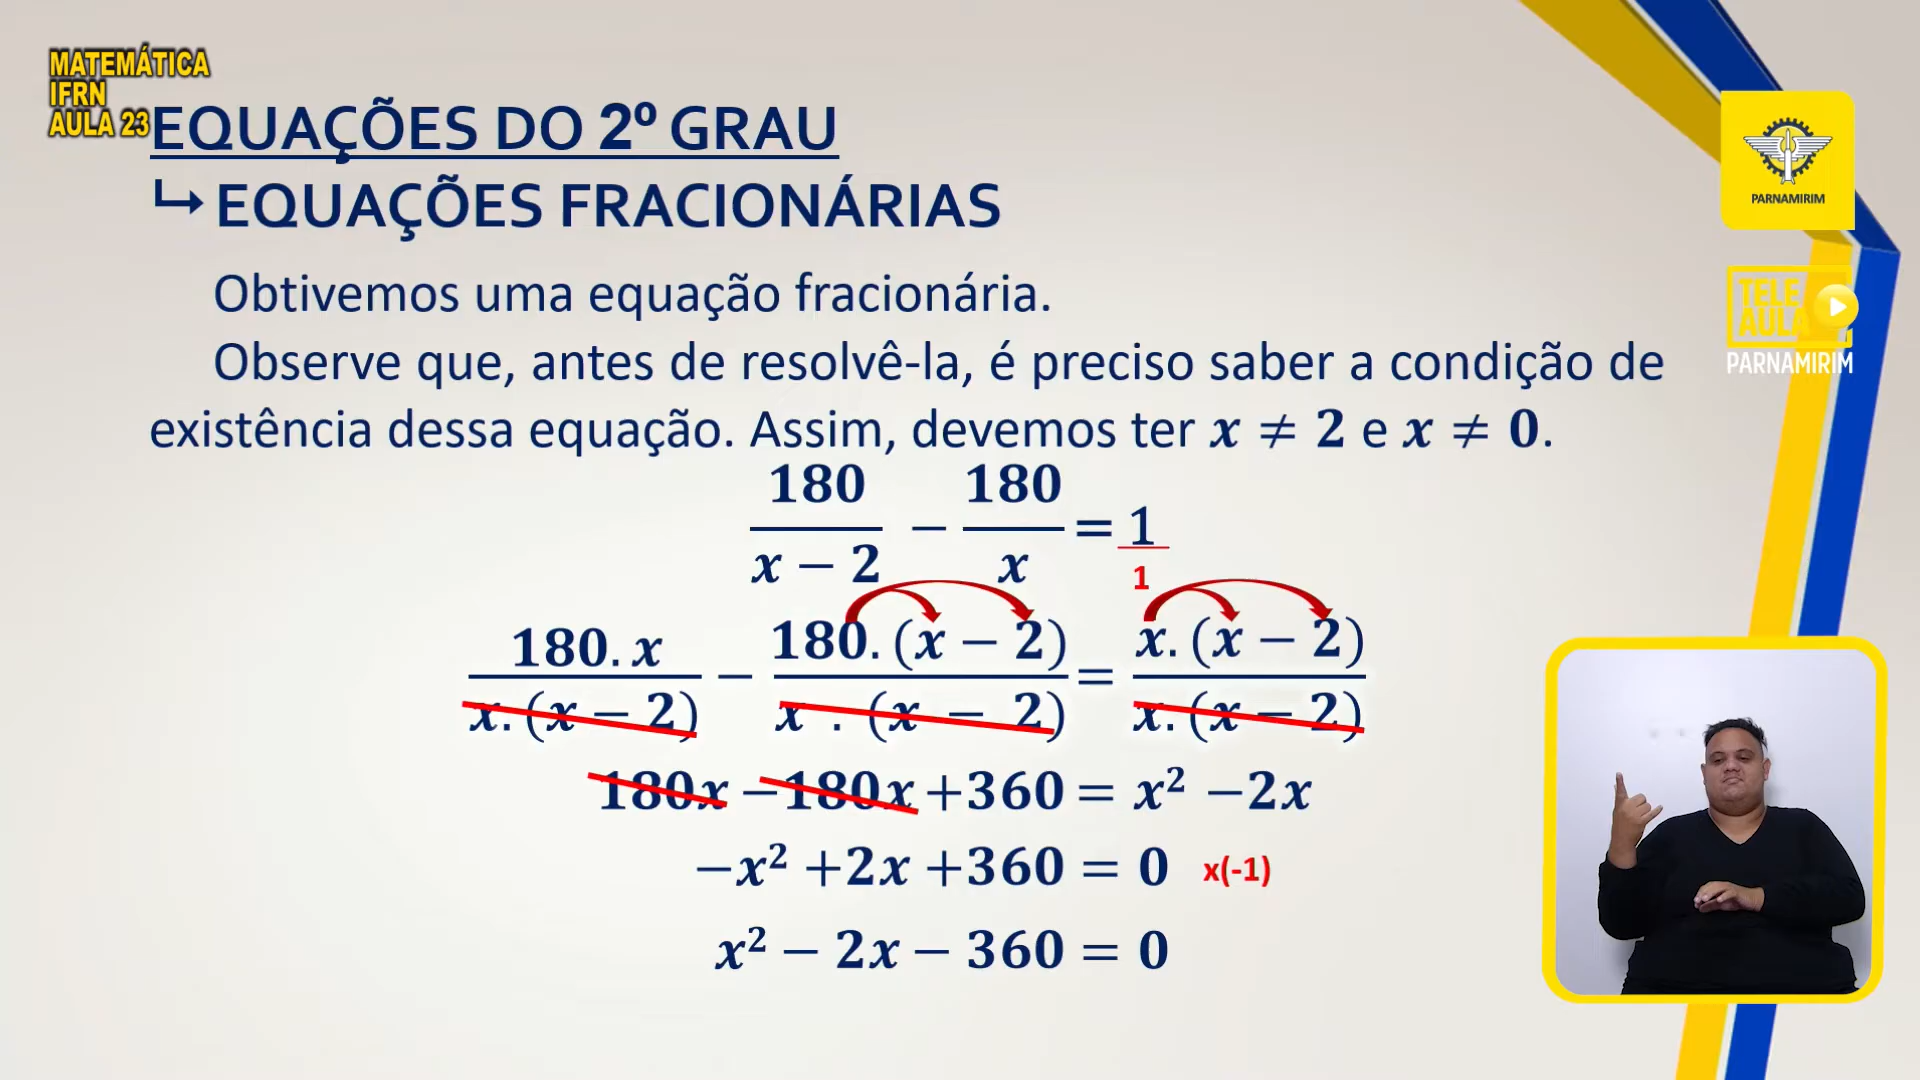 MATEMÁTICA
IFRN
AULA 23
EQUAÇÕES DO 2º GRAU
↳ EQUAÇÕES FRACIONÁRIAS
Obtivemos uma equação fracionária.
Observe que, antes de resolvê-la, é preciso saber a condição de
existência dessa equação. Assim, devemos ter x ≠ 2 e x ≠ 0.
180/(x − 2) − 180/x = 1/1
180.x/(x.(x − 2)) − 180.(x − 2)/(x . (x − 2)) = x.(x − 2)/(x.(x − 2))
180x −180x +360 = x² −2x
−x² +2x +360 = 0 x(-1)
x² − 2x − 360 = 0
PARNAMIRIM
TELE
AULA
PARNAMIRIM